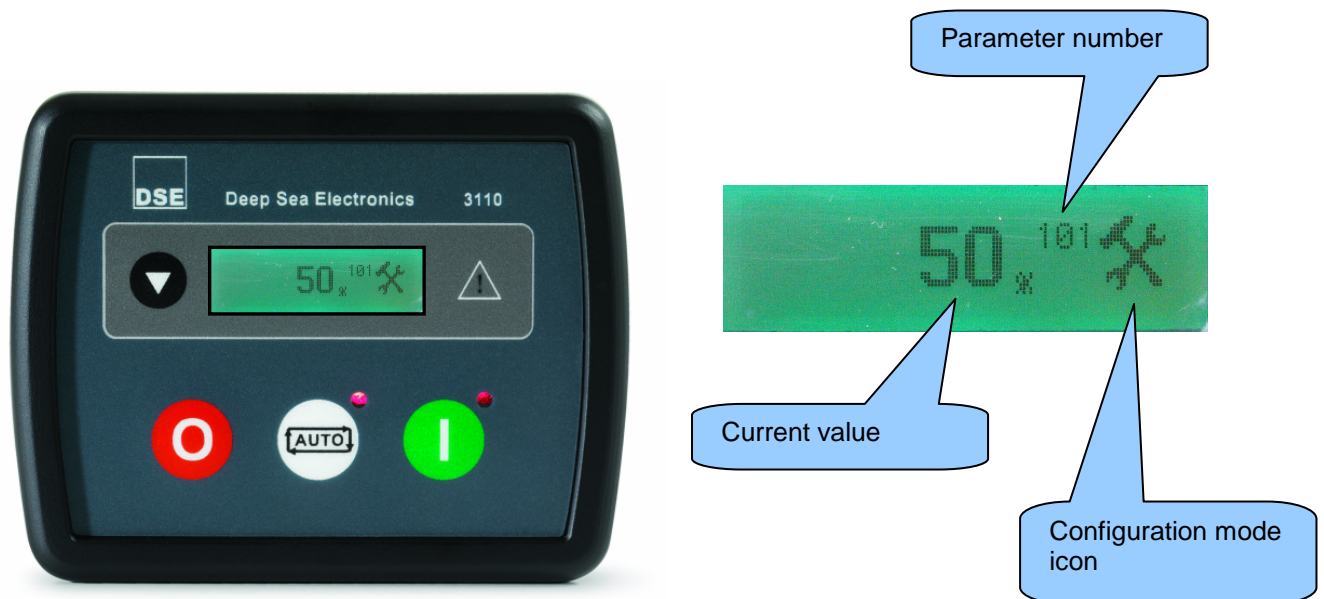 Parameter number
DSE Deep Sea Electronics 3110
50 % 101
O AUTO I
50 % 101
Current value
Configuration mode
icon